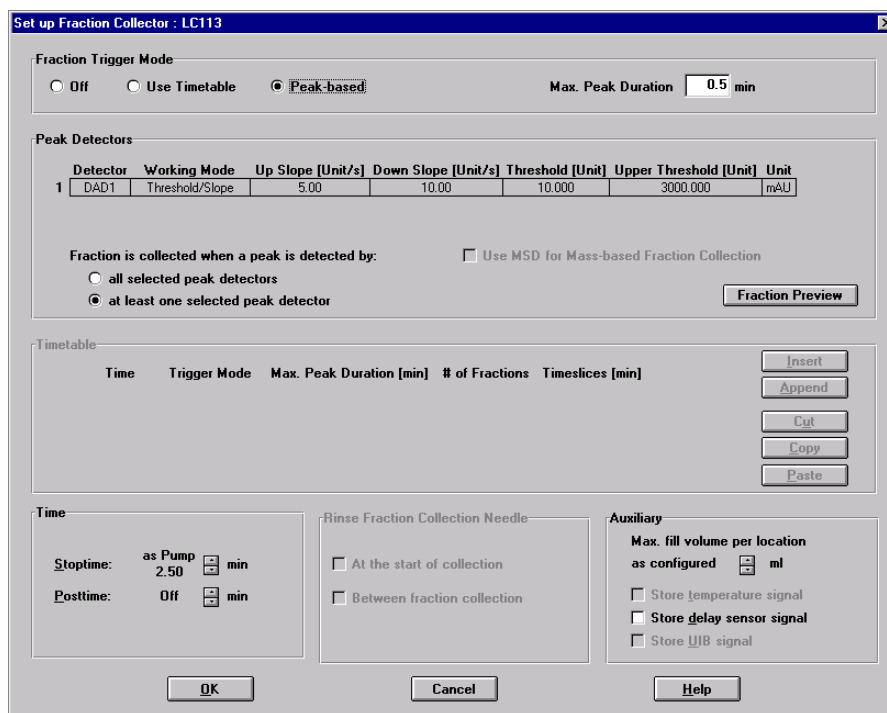 Set up Fraction Collector : LC113
Fraction Trigger Mode
Off Use Timetable Peak-based Max. Peak Duration 0.5 min
Peak Detectors
Detector Working Mode Up Slope [Unit/s] Down Slope [Unit/s] Threshold [Unit] Upper Threshold [Unit] Unit
1 DAD1 Threshold/Slope 5.00 10.00 10.000 3000.000 mAU
Fraction is collected when a peak is detected by: Use MSD for Mass-based Fraction Collection
all selected peak detectors
at least one selected peak detector
Fraction Preview
Timetable
Time Trigger Mode Max. Peak Duration [min] # of Fractions Timeslices [min]
Insert
Append
Cut
Copy
Paste
Time
Stoptime: as Pump 2.50 min
Posttime: Off min
Rinse Fraction Collection Needle
At the start of collection
Between fraction collection
Auxiliary
Max. fill volume per location
as configured ml
Store temperature signal
Store delay sensor signal
Store UIB signal
OK Cancel Help